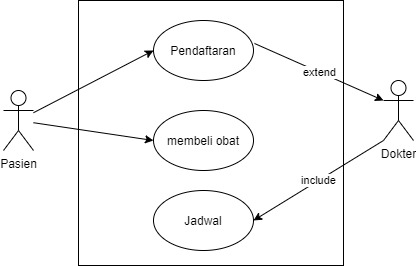 Pendaftaran
extend
Pasien
membeli obat
Dokter
include
Jadwal